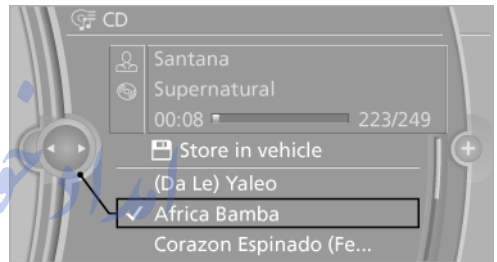 CD
Santana
Supernatural
00:08 223/249
Store in vehicle
(Da Le) Yaleo
Africa Bamba
Corazon Espinado (Fe...